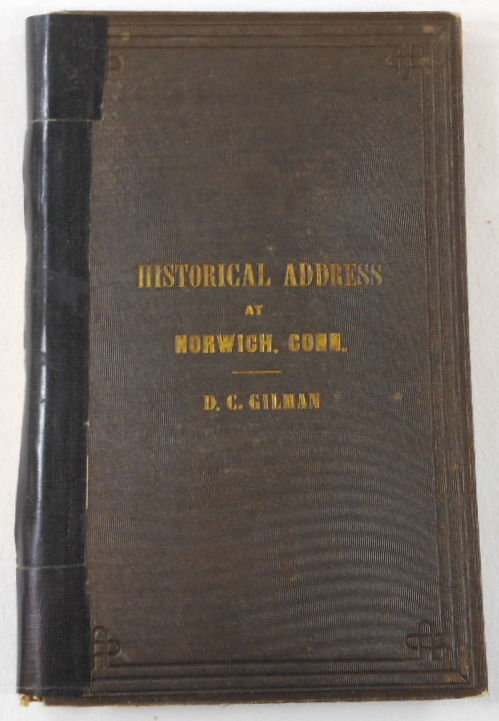 HISTORICAL ADDRESS
AT
NORWICH, CONN.
D. C. GILMAN